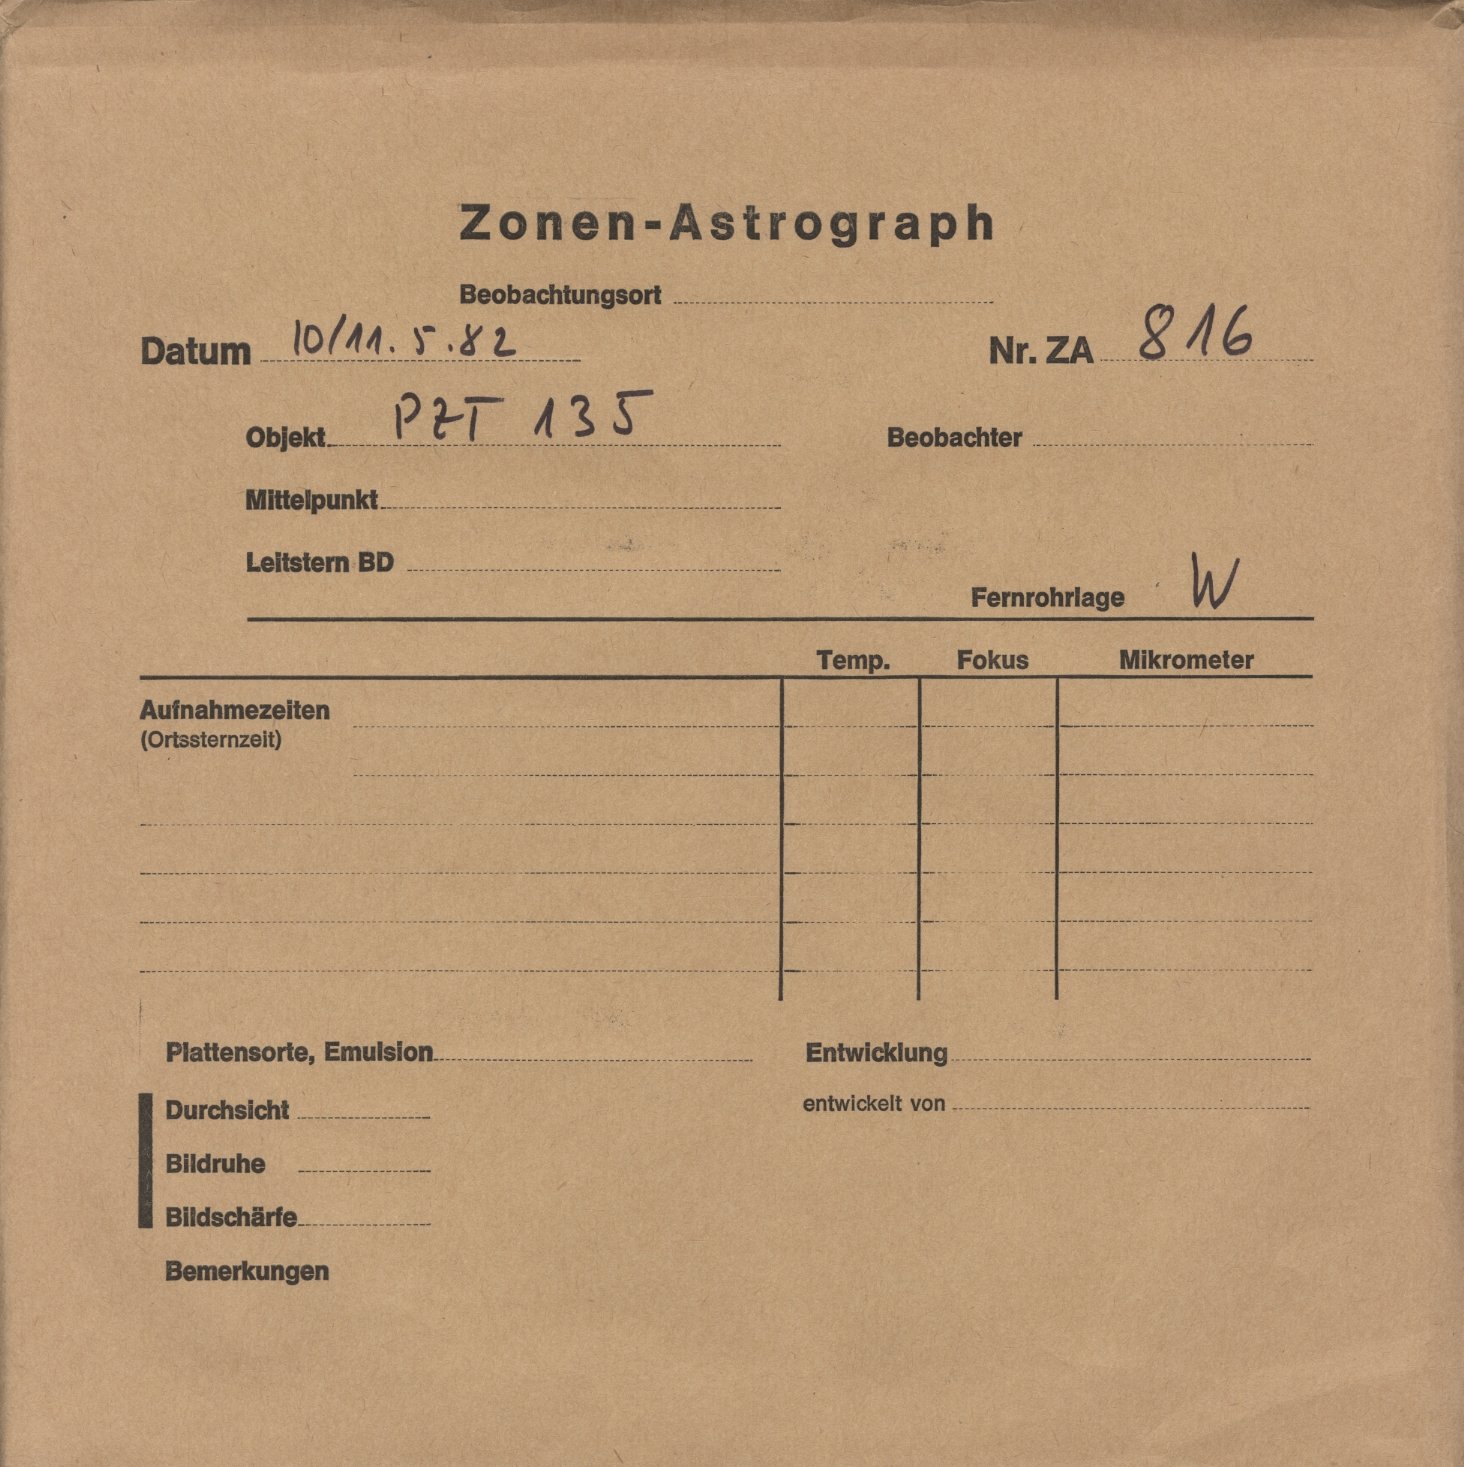 Zonen-Astrograph
Beobachtungsort
Datum 10/11.5.82 Nr. ZA 816
Objekt PZT 135 Beobachter
Mittelpunkt
Leitstern BD
Fernrohrlage W
Temp. Fokus Mikrometer
Aufnahmezeiten
(Ortssternzeit)
Plattensorte, Emulsion Entwicklung
Durchsicht entwickelt von
Bildruhe
Bildschärfe
Bemerkungen